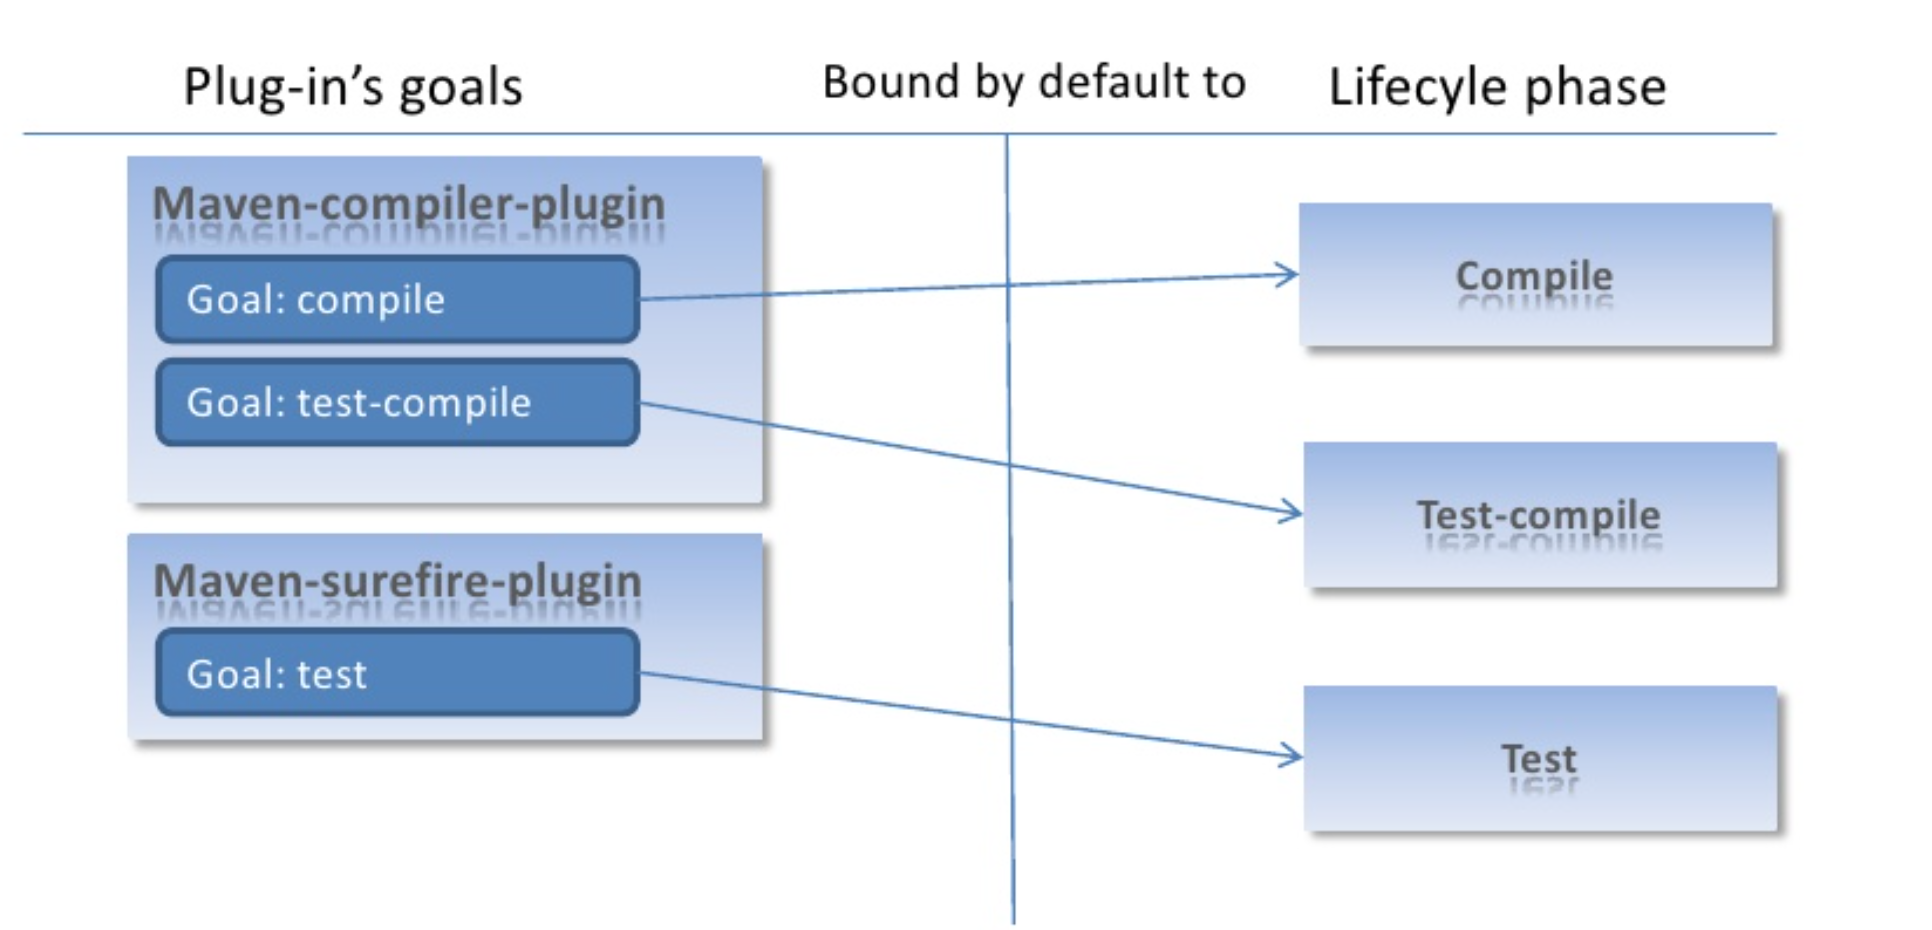 Plug-in’s goals
Bound by default to
Lifecyle phase
Maven-compiler-plugin
Goal: compile
Goal: test-compile
Maven-surefire-plugin
Goal: test
Compile
Test-compile
Test